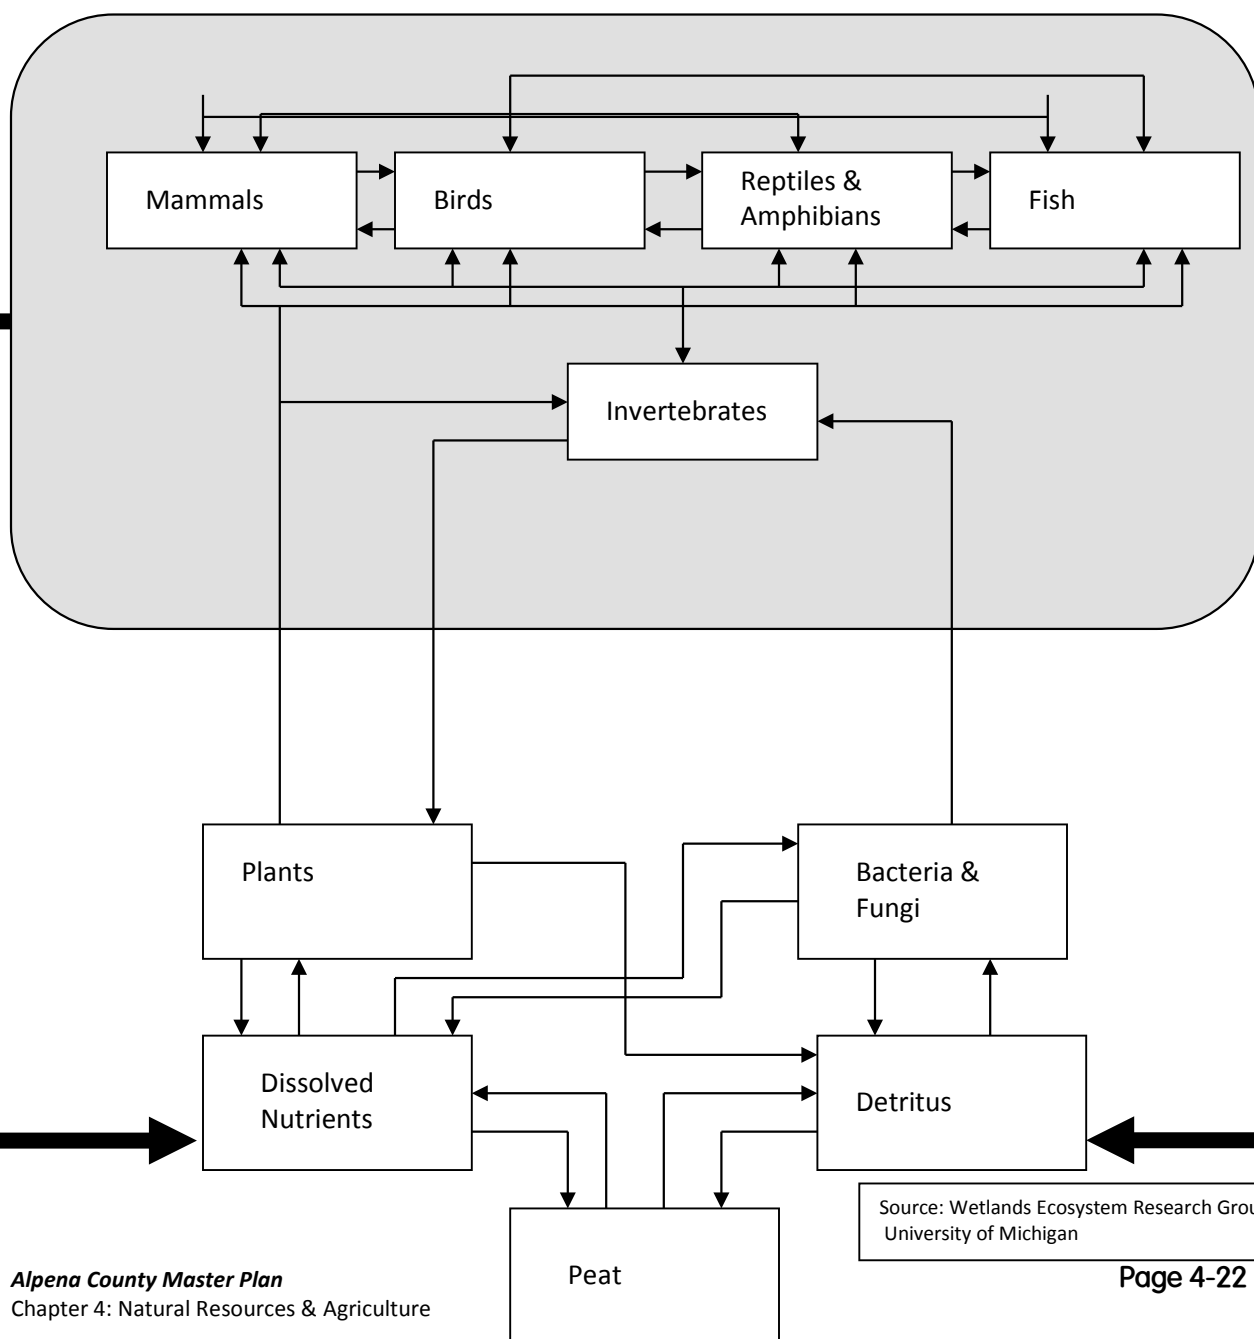 Mammals
Birds
Reptiles &
Amphibians
Fish
Invertebrates
Plants
Bacteria &
Fungi
Dissolved
Nutrients
Detritus
Source: Wetlands Ecosystem Research Grou
University of Michigan
Peat
Alpena County Master Plan
Chapter 4: Natural Resources & Agriculture
Page 4-22